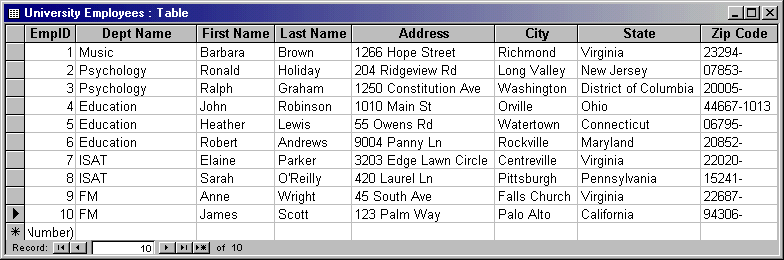 University Employees : Table
EmpID Dept Name First Name Last Name Address City State Zip Code
1 Music Barbara Brown 1266 Hope Street Richmond Virginia 23294-
2 Psychology Ronald Holiday 204 Ridgeview Rd Long Valley New Jersey 07853-
3 Psychology Ralph Graham 1250 Constitution Ave Washington District of Columbia 20005-
4 Education John Robinson 1010 Main St Orville Ohio 44667-1013
5 Education Heather Lewis 55 Owens Rd Watertown Connecticut 06795-
6 Education Robert Andrews 9004 Panny Ln Rockville Maryland 20852-
7 ISAT Elaine Parker 3203 Edge Lawn Circle Centreville Virginia 22020-
8 ISAT Sarah O'Reilly 420 Laurel Ln Pittsburgh Pennsylvania 15241-
9 FM Anne Wright 45 South Ave Falls Church Virginia 22687-
10 FM James Scott 123 Palm Way Palo Alto California 94306-
Number)
Record: 10 of 10